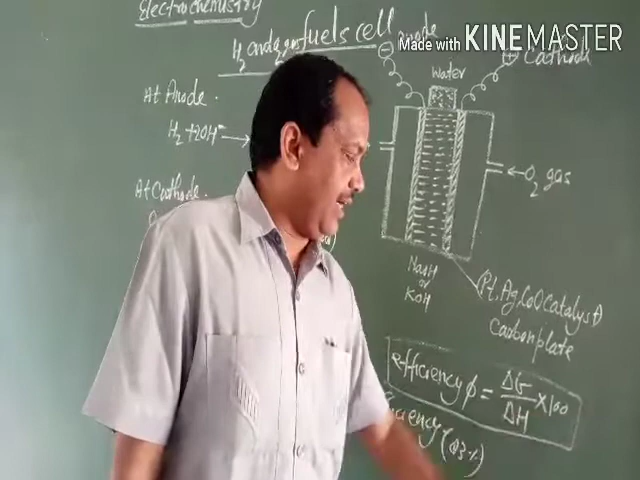 Electrochemistry
H2 and O2 gas fuels cell
Made with KINEMASTER
⊖ anode
⊕ Cathode
Water
At Anode.
H2 + 2OH- →
At Cathode.
← O2 gas
NaOH
or
KOH
(Pt, Ag, CoO Catalyst)
Carbon plate
efficiency φ = ΔG/ΔH × 100
(83%)